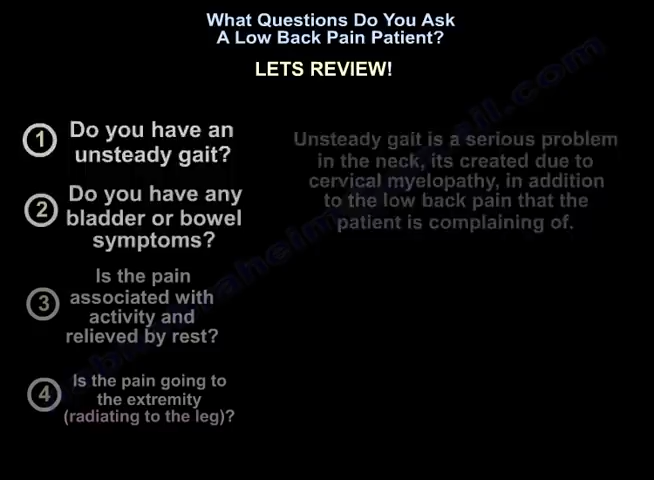 What Questions Do You Ask
A Low Back Pain Patient?
LETS REVIEW!
1 Do you have an
unsteady gait?
2 Do you have any
bladder or bowel
symptoms?
3 Is the pain
associated with
activity and
relieved by rest?
4 Is the pain going to
the extremity
(radiating to the leg)?
Unsteady gait is a serious problem
in the neck, its created due to
cervical myelopathy, in addition
to the low back pain that the
patient is complaining of.